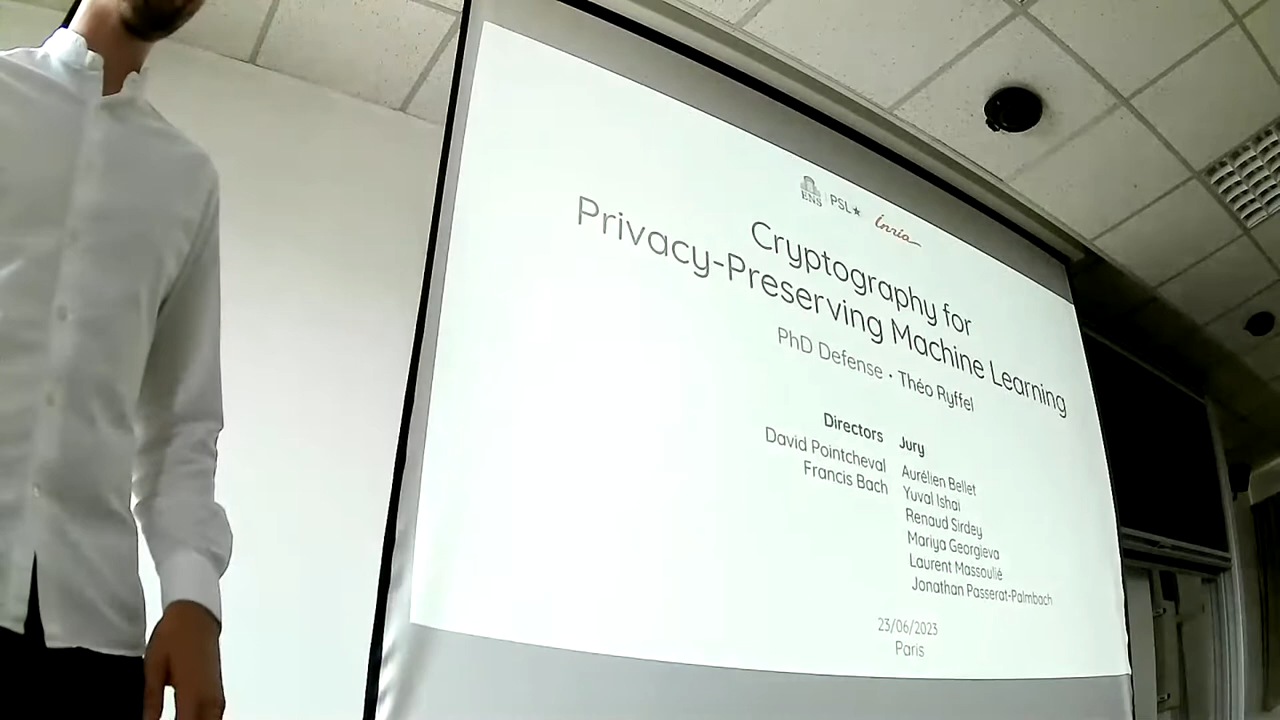 ENS PSL★ Inria
Cryptography for
Privacy-Preserving Machine Learning
PhD Defense · Théo Ryffel
Directors
David Pointcheval
Francis Bach
Jury
Aurélien Bellet
Yuval Ishai
Renaud Sirdey
Mariya Georgieva
Laurent Massoulié
Jonathan Passerat-Palmbach
23/06/2023
Paris